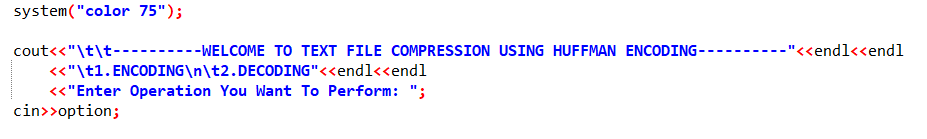 system("color 75");
cout<<"\t\t----------WELCOME TO TEXT FILE COMPRESSION USING HUFFMAN ENCODING----------"<<endl<<endl
<<"\t1.ENCODING\n\t2.DECODING"<<endl<<endl
<<"Enter Operation You Want To Perform: ";
cin>>option;